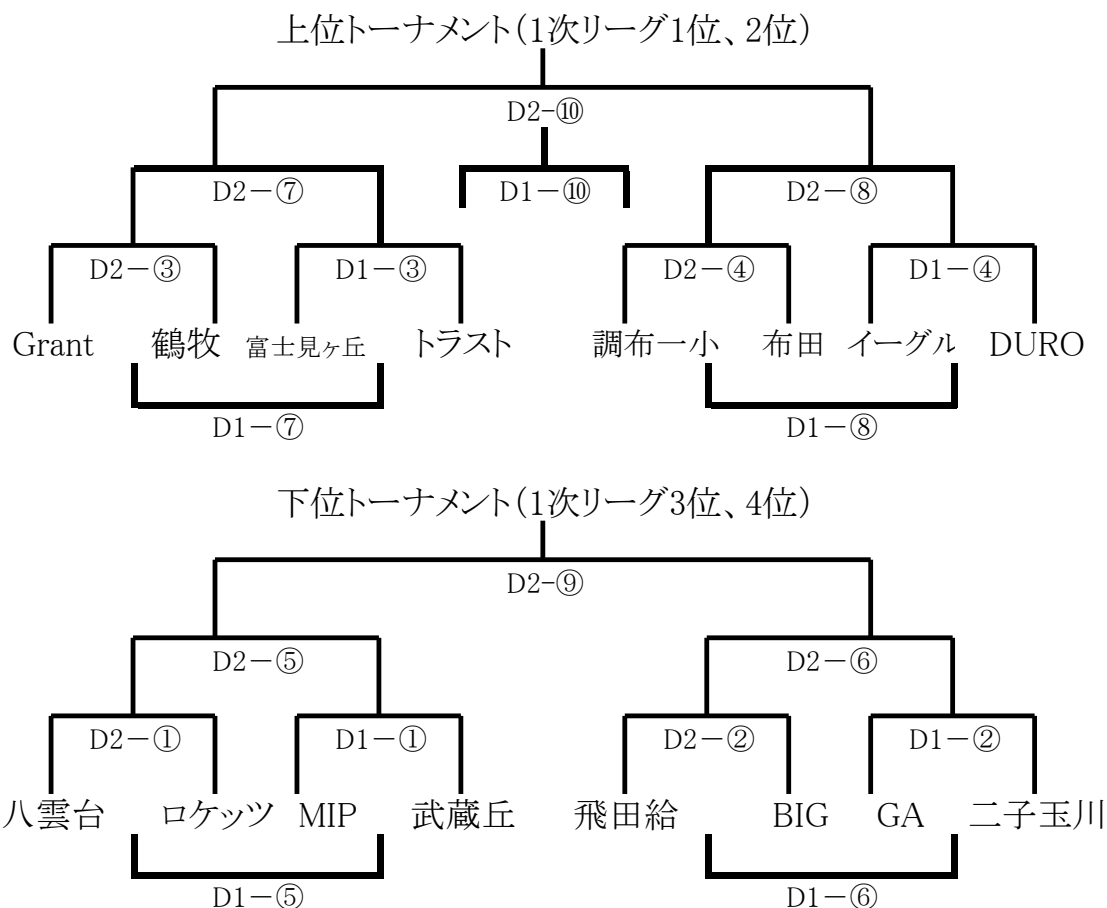 上位トーナメント(1次リーグ1位、2位)
D2-⑩
D2－⑦ D1－⑩ D2－⑧
D2－③ D1－③ D2－④ D1－④
Grant 鶴牧 富士見ヶ丘 トラスト 調布一小 布田 イーグル DURO
D1－⑦ D1－⑧
下位トーナメント(1次リーグ3位、4位)
D2-⑨
D2－⑤ D2－⑥
D2－① D1－① D2－② D1－②
八雲台 ロケッツ MIP 武蔵丘 飛田給 BIG GA 二子玉川
D1－⑤ D1－⑥